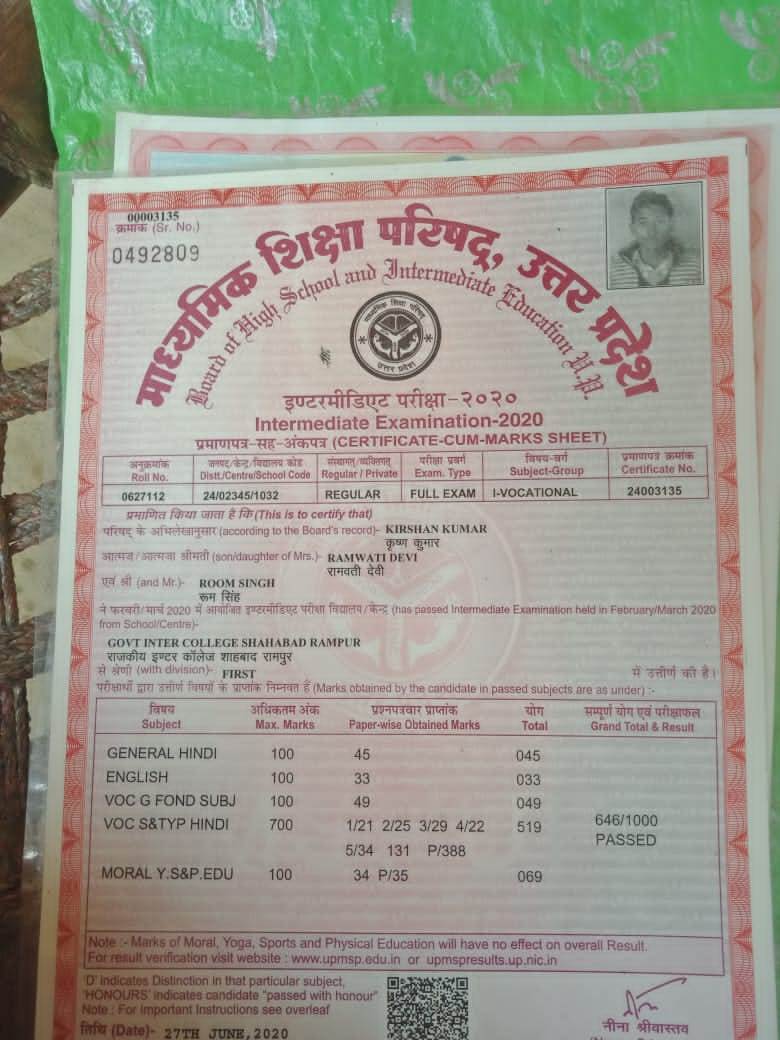 00003135
क्रमांक (Sr. No.)
0492809
माध्यमिक शिक्षा परिषद्, उत्तर प्रदेश
Board of High School and Intermediate Education U.P.
माध्यमिक शिक्षा परिषद
उत्तर प्रदेश
इण्टरमीडिएट परीक्षा-२०२०
Intermediate Examination-2020
प्रमाणपत्र-सह-अंकपत्र (CERTIFICATE-CUM-MARKS SHEET)
अनुक्रमांक जनपद/केन्द्र/विद्यालय कोड संस्थागत/व्यक्तिगत परीक्षा प्रवर्ग विषय-वर्ग प्रमाणपत्र क्रमांक
Roll No. Distt./Centre/School Code Regular / Private Exam. Type Subject-Group Certificate No.
0627112 24/02345/1032 REGULAR FULL EXAM I-VOCATIONAL 24003135
प्रमाणित किया जाता है कि (This is to certify that)
परिषद् के अभिलेखानुसार (according to the Board's record)- KIRSHAN KUMAR
कृष्ण कुमार
आत्मज/आत्मजा श्रीमती (son/daughter of Mrs.)- RAMWATI DEVI
रामवती देवी
एवं श्री (and Mr.)- ROOM SINGH
रूम सिंह
ने फरवरी/मार्च 2020 में आयोजित इण्टरमीडिएट परीक्षा विद्यालय/केन्द्र (has passed Intermediate Examination held in February/March 2020
from School/Centre)-
GOVT INTER COLLEGE SHAHABAD RAMPUR
राजकीय इण्टर कॉलेज शाहबाद रामपुर
से श्रेणी (with division)- FIRST में उत्तीर्ण की है।
परीक्षार्थी द्वारा उत्तीर्ण विषयों के प्राप्तांक निम्नवत हैं (Marks obtained by the candidate in passed subjects are as under) :-
विषय अधिकतम अंक प्रश्नपत्रवार प्राप्तांक योग सम्पूर्ण योग एवं परीक्षाफल
Subject Max. Marks Paper-wise Obtained Marks Total Grand Total & Result
GENERAL HINDI 100 45 045
ENGLISH 100 33 033
VOC G FOND SUBJ 100 49 049
VOC S&TYP HINDI 700 1/21 2/25 3/29 4/22 519 646/1000
5/34 131 P/388 PASSED
MORAL Y.S&P.EDU 100 34 P/35 069
Note :- Marks of Moral, Yoga, Sports and Physical Education will have no effect on overall Result.
For result verification visit website : www.upmsp.edu.in or upmspresults.up.nic.in
'D' indicates Distinction in that particular subject,
'HONOURS' indicates candidate "passed with honour".
Note : For Important Instructions see overleaf
तिथि (Date)- 27TH JUNE,2020
नीना श्रीवास्तव